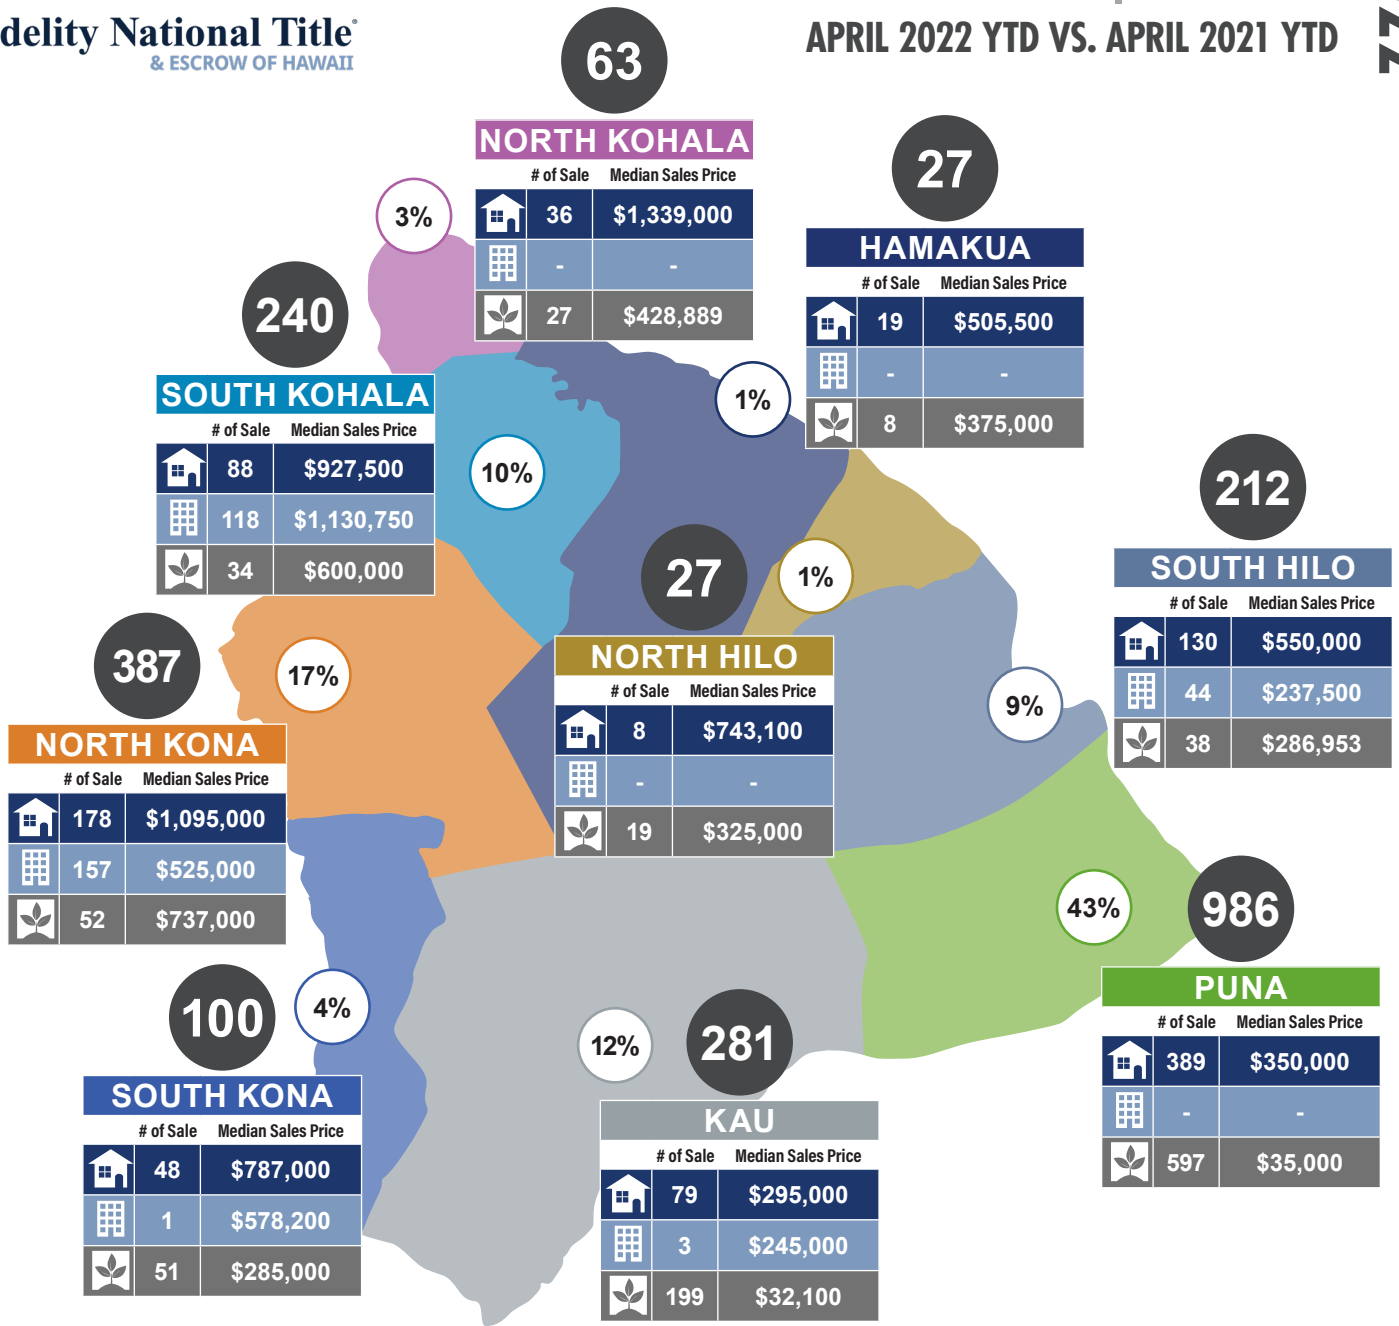 delity National Title
& ESCROW OF HAWAII
APRIL 2022 YTD VS. APRIL 2021 YTD
63
NORTH KOHALA
# of Sale Median Sales Price
36 $1,339,000
- -
27 $428,889
3%
27
HAMAKUA
# of Sale Median Sales Price
19 $505,500
- -
8 $375,000
1%
240
SOUTH KOHALA
# of Sale Median Sales Price
88 $927,500
118 $1,130,750
34 $600,000
10%
212
SOUTH HILO
# of Sale Median Sales Price
130 $550,000
44 $237,500
38 $286,953
9%
27
1%
NORTH HILO
# of Sale Median Sales Price
8 $743,100
- -
19 $325,000
387
17%
NORTH KONA
# of Sale Median Sales Price
178 $1,095,000
157 $525,000
52 $737,000
43%
986
PUNA
# of Sale Median Sales Price
389 $350,000
- -
597 $35,000
100
4%
SOUTH KONA
# of Sale Median Sales Price
48 $787,000
1 $578,200
51 $285,000
12%
281
KAU
# of Sale Median Sales Price
79 $295,000
3 $245,000
199 $32,100